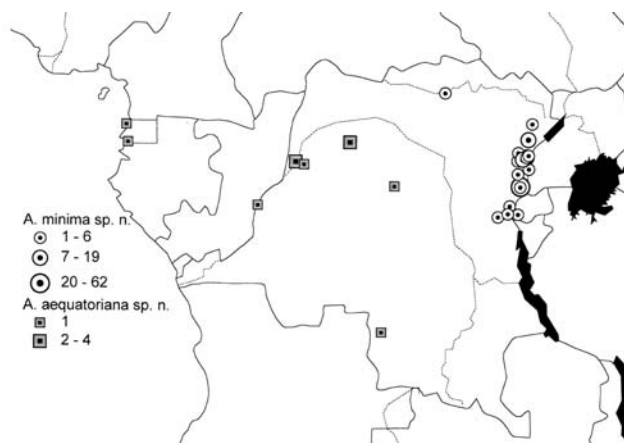 A. minima sp. n.
1 - 6
7 - 19
20 - 62
A. aequatoriana sp. n.
1
2 - 4